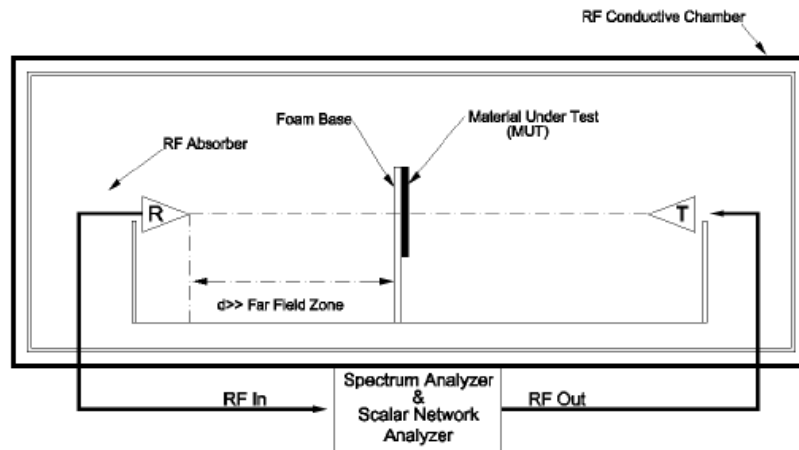 RF Conductive Chamber
Foam Base
Material Under Test
(MUT)
RF Absorber
R
T
d>> Far Field Zone
RF In
Spectrum Analyzer
&
Scalar Network
Analyzer
RF Out